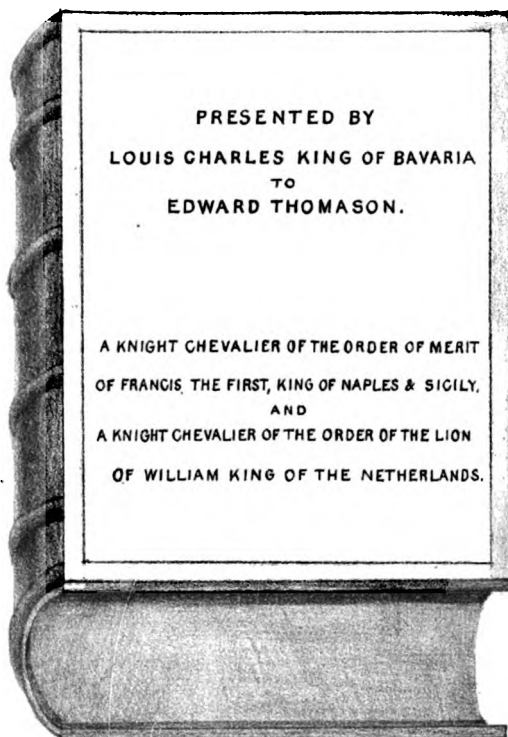 PRESENTED BY
LOUIS CHARLES KING OF BAVARIA
TO
EDWARD THOMASON.
A KNIGHT CHEVALIER OF THE ORDER OF MERIT
OF FRANCIS THE FIRST, KING OF NAPLES & SICILY,
AND
A KNIGHT CHEVALIER OF THE ORDER OF THE LION
OF WILLIAM KING OF THE NETHERLANDS.